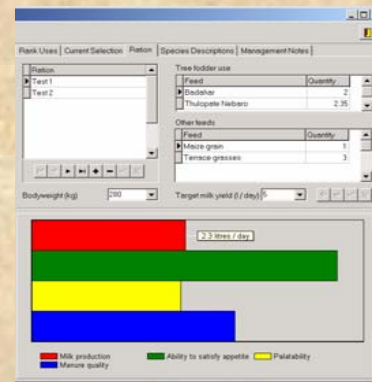 Rank Uses Current Selection Ration Species Descriptions Management Notes
Ration
Test 1
Test 2
Tree fodder use
Feed Quantity
Badahar 2
Thulopate Nebaro 2.35
Other feeds
Feed Quantity
Maize grain 1
Terrace grasses 3
Bodyweight (kg) 280 Target milk yield (l / day) 5
2.3 litres / day
Milk production Ability to satisfy appetite Palatability
Manure quality